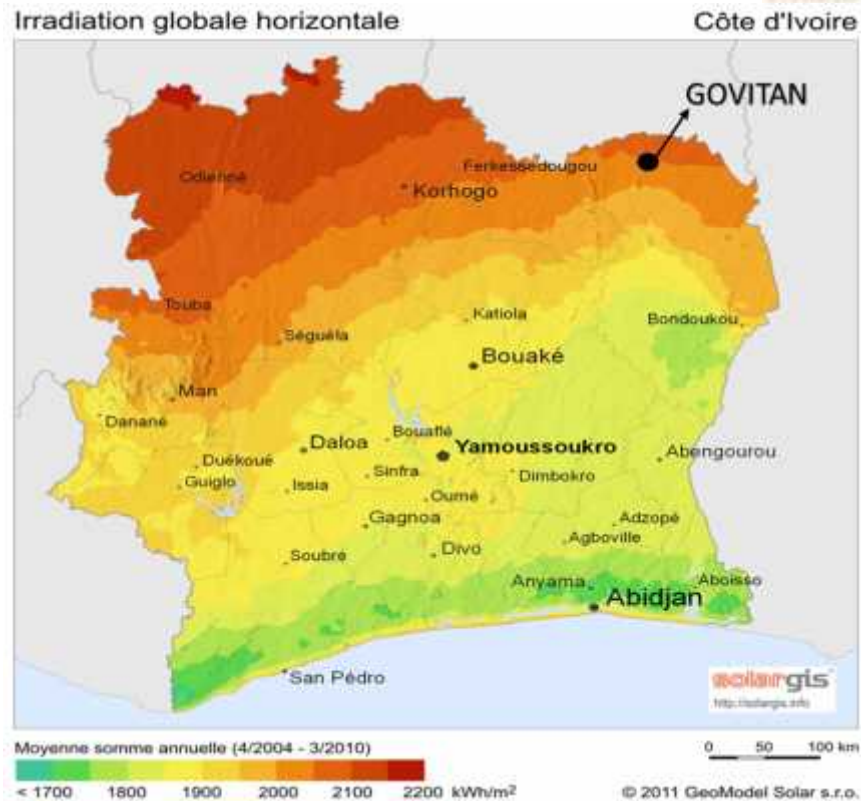 Irradiation globale horizontale Côte d'Ivoire
GOVITAN
Odienné
Ferkessédougou
Korhogo
Touba
Katiola
Bondoukou
Séguéla
Bouaké
Man
Danané
Daloa
Bouaflé
Yamoussoukro
Duékoué
Sinfra
Dimbokro
Abengourou
Guiglo
Issia
Oumé
Gagnoa
Adzopé
Agboville
Soubré
Divo
Anyama
Aboisso
Abidjan
San Pédro
solargis
http://solargis.info
Moyenne somme annuelle (4/2004 - 3/2010)
0 50 100 km
< 1700 1800 1900 2000 2100 2200 kWh/m²
© 2011 GeoModel Solar s.r.o.